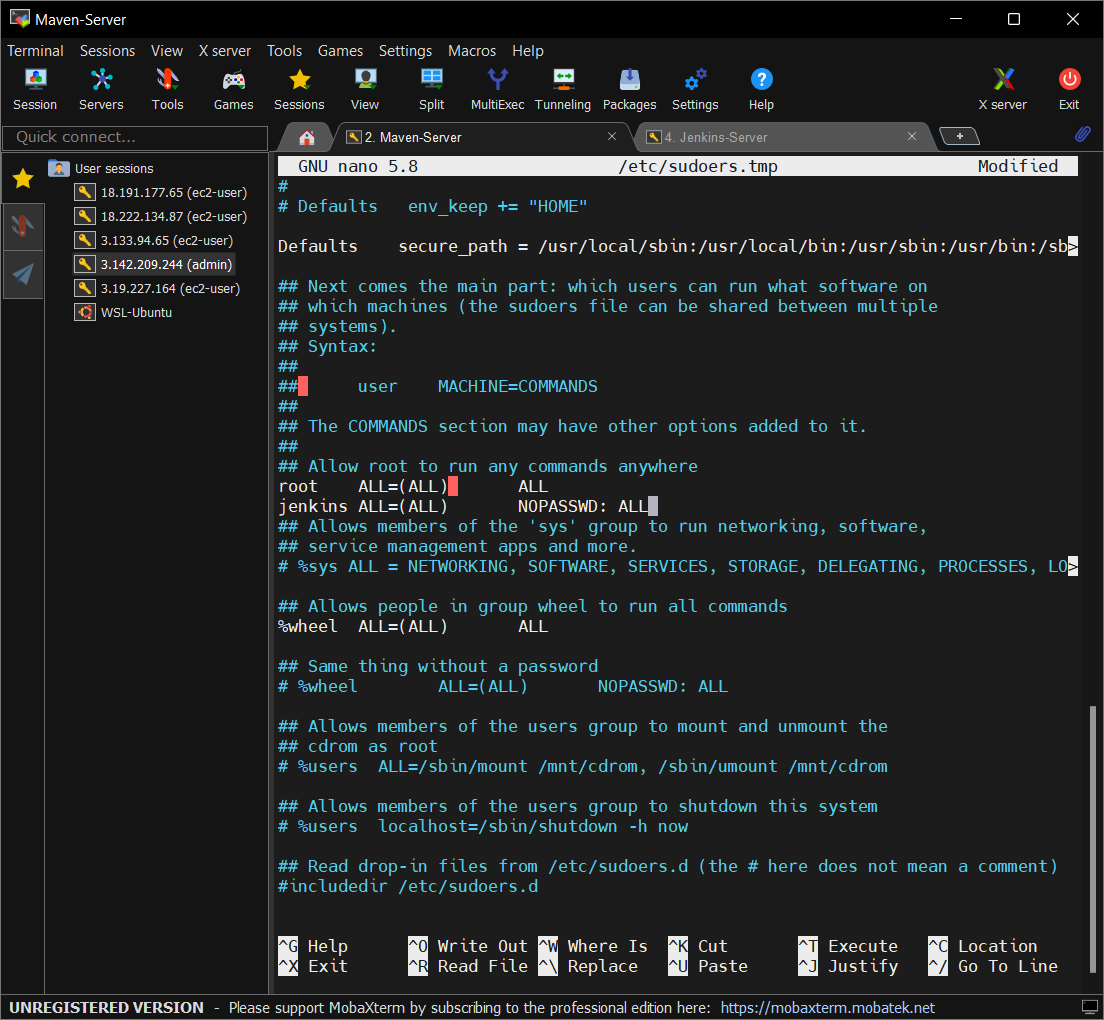 Maven-Server
Terminal Sessions View X server Tools Games Settings Macros Help
Session Servers Tools Games Sessions View Split MultiExec Tunneling Packages Settings Help X server Exit
Quick connect...
2. Maven-Server
4. Jenkins-Server
User sessions
18.191.177.65 (ec2-user)
18.222.134.87 (ec2-user)
3.133.94.65 (ec2-user)
3.142.209.244 (admin)
3.19.227.164 (ec2-user)
WSL-Ubuntu
GNU nano 5.8 /etc/sudoers.tmp Modified
#
# Defaults   env_keep += "HOME"
Defaults    secure_path = /usr/local/sbin:/usr/local/bin:/usr/sbin:/usr/bin:/sb>
## Next comes the main part: which users can run what software on
## which machines (the sudoers file can be shared between multiple
## systems).
## Syntax:
##
##      user    MACHINE=COMMANDS
##
## The COMMANDS section may have other options added to it.
##
## Allow root to run any commands anywhere
root    ALL=(ALL)       ALL
jenkins ALL=(ALL)       NOPASSWD: ALL
## Allows members of the 'sys' group to run networking, software,
## service management apps and more.
# %sys ALL = NETWORKING, SOFTWARE, SERVICES, STORAGE, DELEGATING, PROCESSES, LO>
## Allows people in group wheel to run all commands
%wheel  ALL=(ALL)       ALL
## Same thing without a password
# %wheel        ALL=(ALL)       NOPASSWD: ALL
## Allows members of the users group to mount and unmount the
## cdrom as root
# %users  ALL=/sbin/mount /mnt/cdrom, /sbin/umount /mnt/cdrom
## Allows members of the users group to shutdown this system
# %users  localhost=/sbin/shutdown -h now
## Read drop-in files from /etc/sudoers.d (the # here does not mean a comment)
#includedir /etc/sudoers.d
^G Help ^O Write Out ^W Where Is ^K Cut ^T Execute ^C Location
^X Exit ^R Read File ^\ Replace ^U Paste ^J Justify ^/ Go To Line
UNREGISTERED VERSION - Please support MobaXterm by subscribing to the professional edition here: https://mobaxterm.mobatek.net